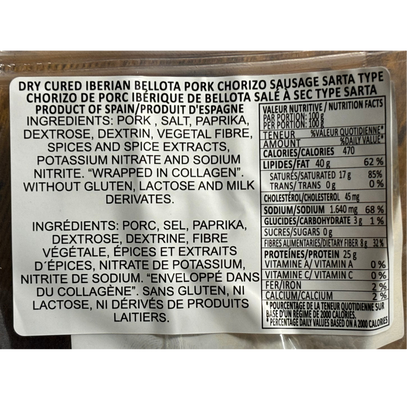 DRY CURED IBERIAN BELLOTA PORK CHORIZO SAUSAGE SARTA TYPE
CHORIZO DE PORC IBÉRIQUE DE BELLOTA SALÉ À SEC TYPE SARTA
PRODUCT OF SPAIN/PRODUIT D'ESPAGNE
INGREDIENTS: PORK , SALT, PAPRIKA,
DEXTROSE, DEXTRIN, VEGETAL FIBRE,
SPICES AND SPICE EXTRACTS,
POTASSIUM NITRATE AND SODIUM
NITRITE. “WRAPPED IN COLLAGEN”.
WITHOUT GLUTEN, LACTOSE AND MILK
DERIVATES.
INGRÉDIENTS: PORC, SEL, PAPRIKA,
DEXTROSE, DEXTRINE, FIBRE
VÉGÉTALE, ÉPICES ET EXTRAITS
D´ÉPICES, NITRATE DE POTASSIUM,
NITRITE DE SODIUM. “ENVELOPPÉ DANS
DU COLLAGÈNE”. SANS GLUTEN, NI
LACTOSE, NI DÉRIVÉS DE PRODUITS
LAITIERS.
VALEUR NUTRITIVE / NUTRITION FACTS
PAR PORTION: 100 g
PER PORTION: 100 g
TENEUR %VALEUR QUOTIDIENNE*
AMOUNT %DAILY VALUE*
CALORIES/CALORIES 470
LIPIDES/FAT 40 g 62 %
SATURÉS/SATURATED 17 g 85%
TRANS/ TRANS 0 g 0%
CHOLESTÉROL/CHOLESTEROL 45 mg
SODIUM/SODIUM 1.640 mg 68 %
GLUCIDES/CARBOHYDRATE 3 g 1 %
SUCRES/SUGARS 0 g
FIBRES ALIMENTARIES/DIETARY FIBER 8 g 32 %
PROTÉINES/PROTEIN 25 g
VITAMINE A/ VITAMIN A 0 %
VITAMINE C/ VITAMIN C 0 %
FER/IRON 2 %
CALCIUM/CALCIUM 2 %
* POURCENTAGE DE LA TENEUR QUOTIDIENNE SUR
BASE D'UN RÉGIME DE 2000 CALORIES.
* PERCENTAGE DAILY VALUES BASED ON A 2000 CALORIES